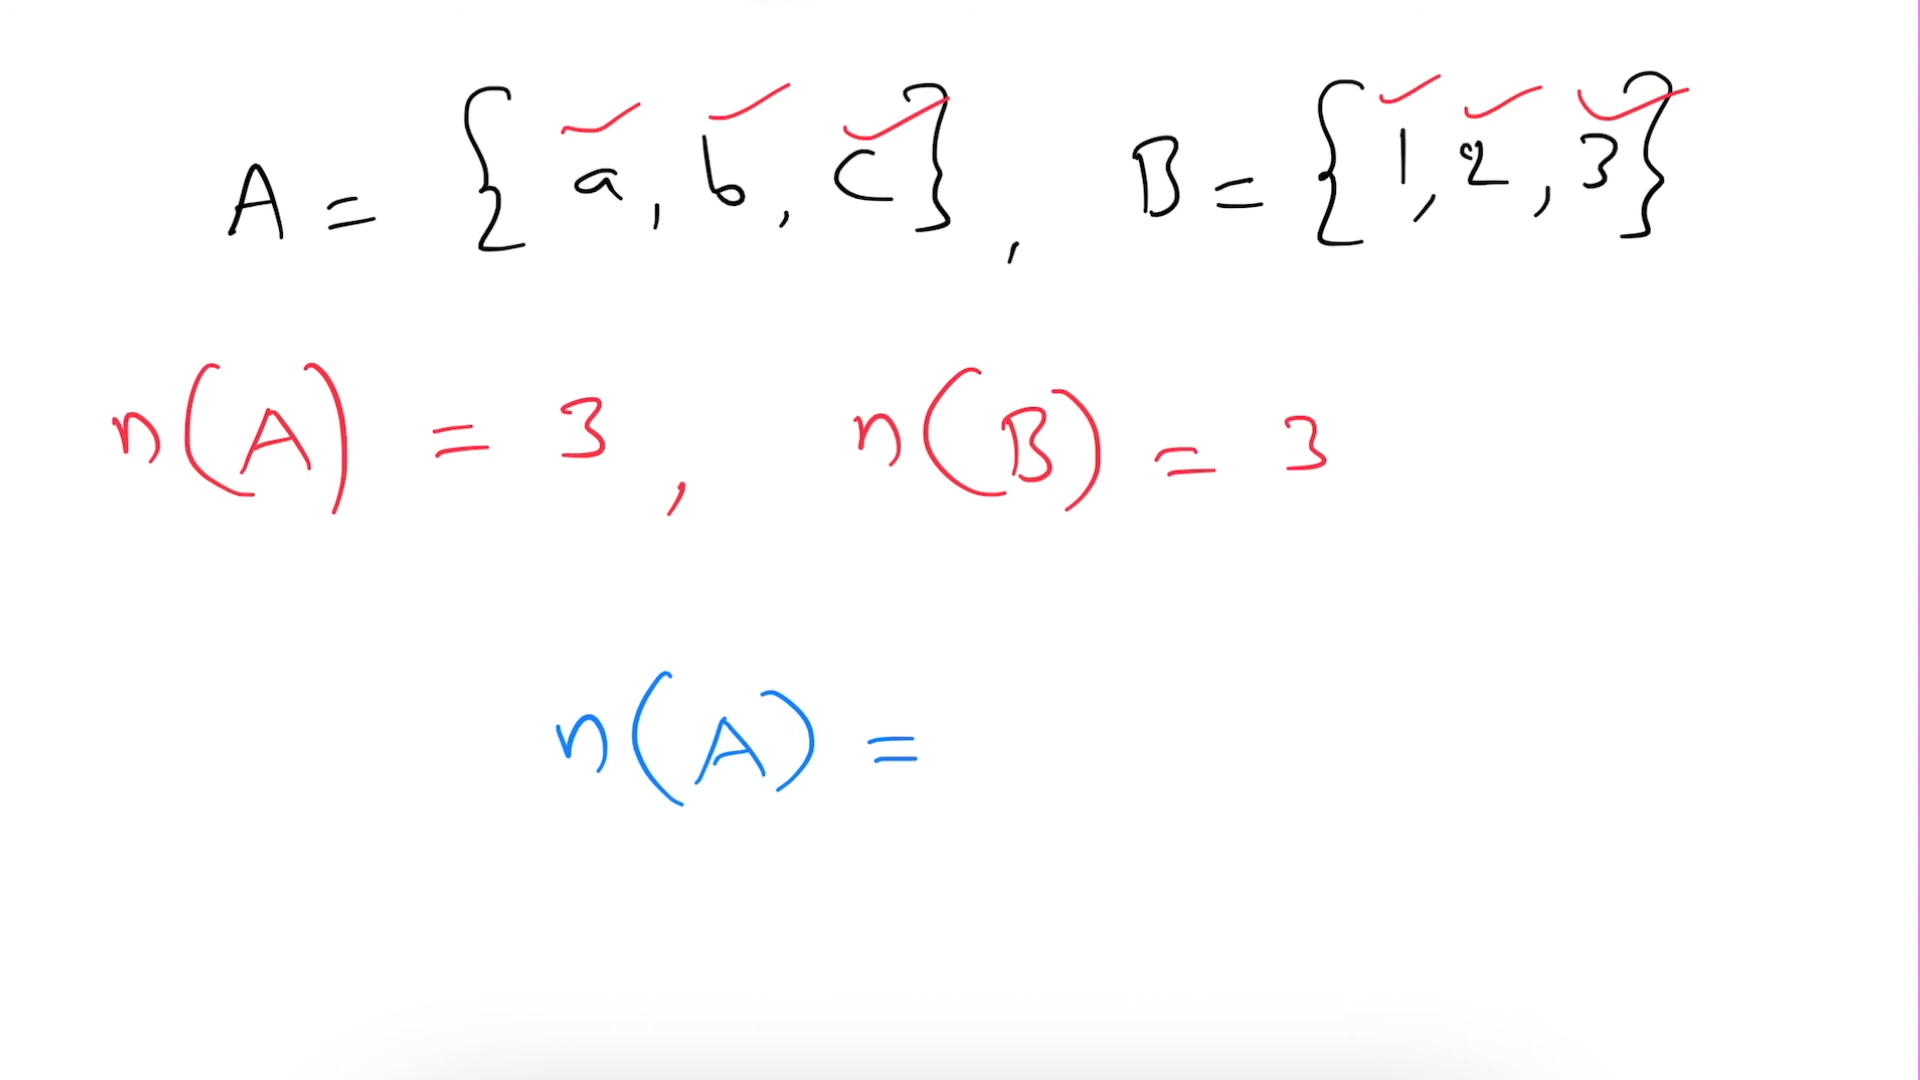 A = {a, b, c}, B = {1, 2, 3}
n(A) = 3, n(B) = 3
n(A) =